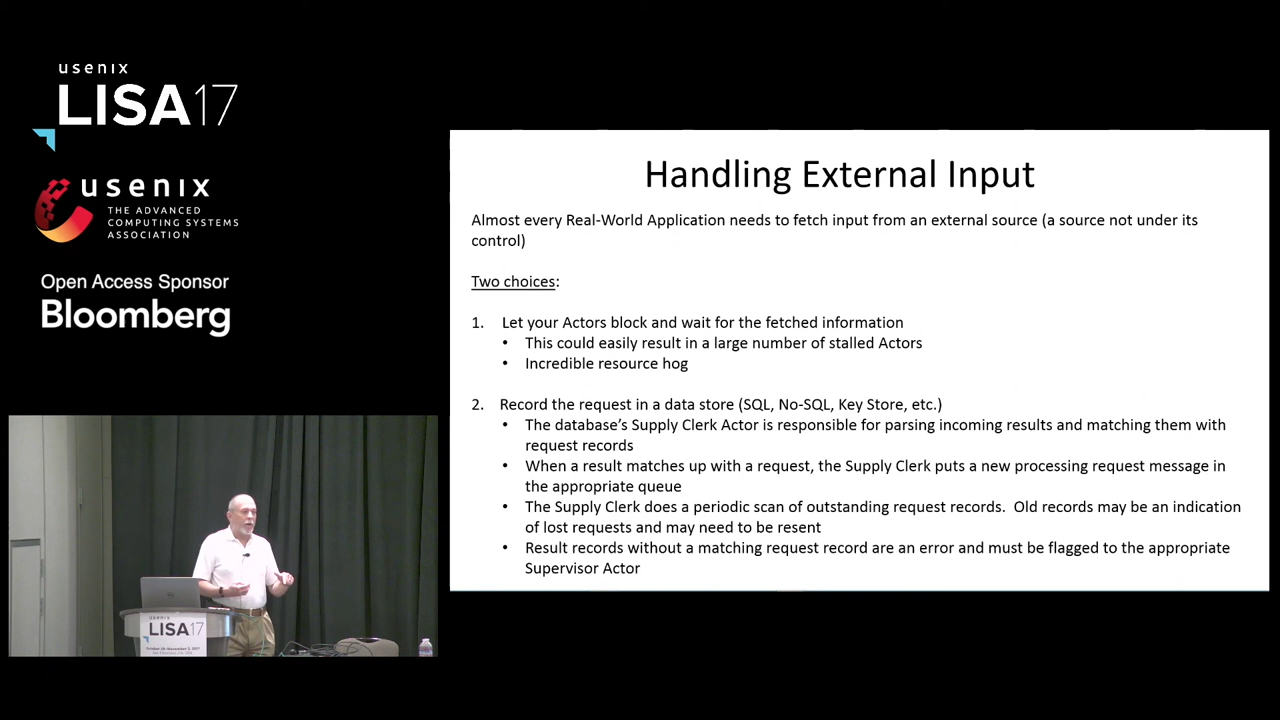 usenix
LISA17
usenix
THE ADVANCED
COMPUTING SYSTEMS
ASSOCIATION
Open Access Sponsor
Bloomberg
Handling External Input
Almost every Real-World Application needs to fetch input from an external source (a source not under its
control)
Two choices:
1. Let your Actors block and wait for the fetched information
• This could easily result in a large number of stalled Actors
• Incredible resource hog
2. Record the request in a data store (SQL, No-SQL, Key Store, etc.)
• The database's Supply Clerk Actor is responsible for parsing incoming results and matching them with
request records
• When a result matches up with a request, the Supply Clerk puts a new processing request message in
the appropriate queue
• The Supply Clerk does a periodic scan of outstanding request records.  Old records may be an indication
of lost requests and may need to be resent
• Result records without a matching request record are an error and must be flagged to the appropriate
Supervisor Actor
usenix
LISA17